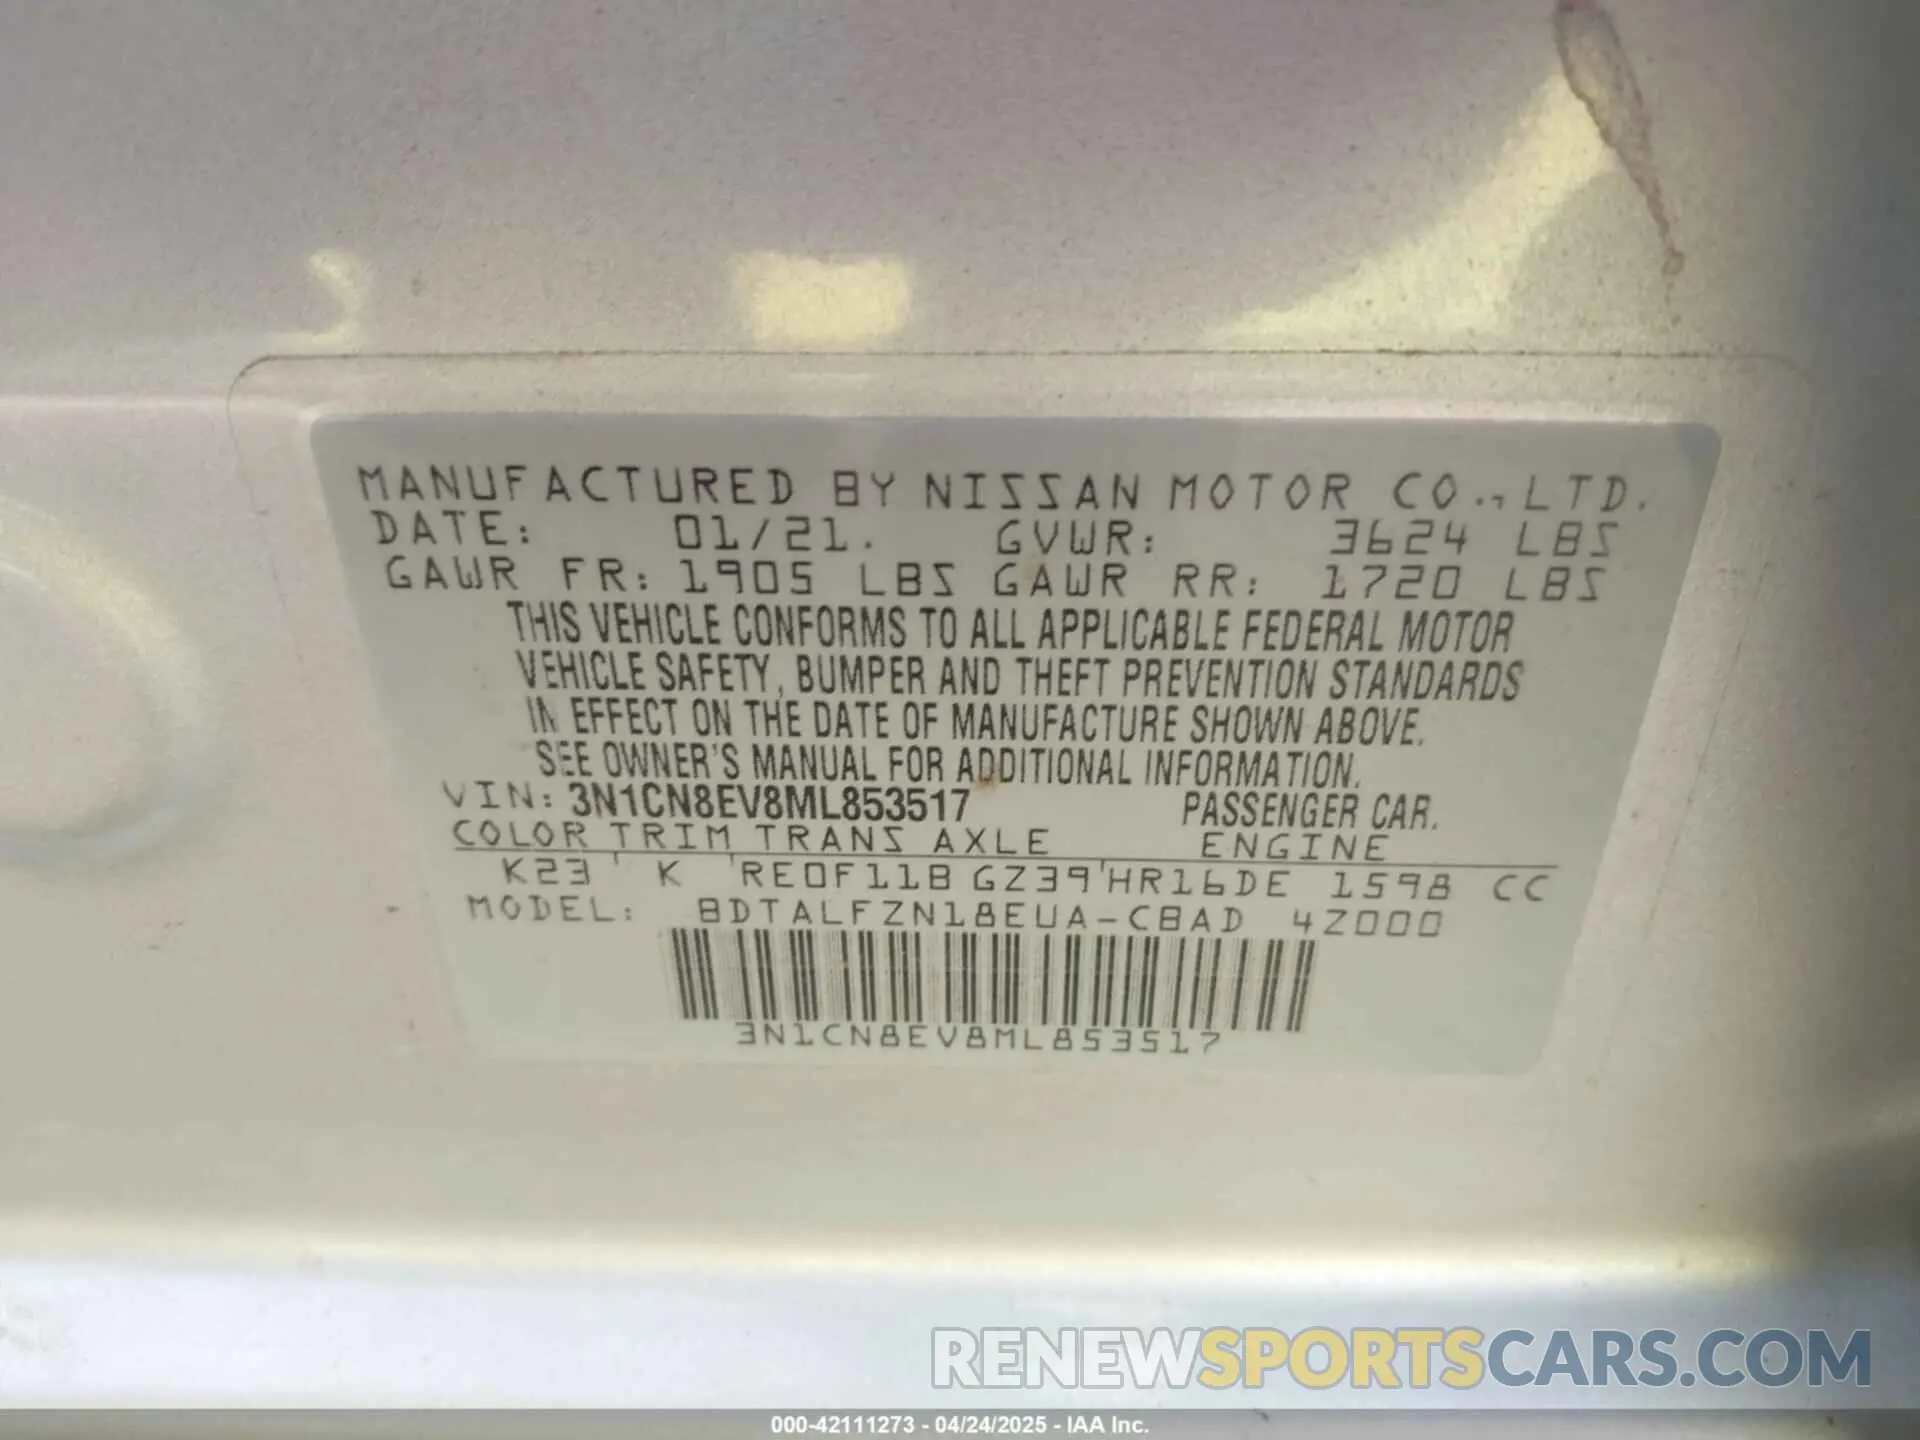 MANUFACTURED BY NISSAN MOTOR CO., LTD.
DATE: 01/21. GVWR: 3624 LBS
GAWR FR: 1905 LBS GAWR RR: 1720 LBS
THIS VEHICLE CONFORMS TO ALL APPLICABLE FEDERAL MOTOR
VEHICLE SAFETY, BUMPER AND THEFT PREVENTION STANDARDS
IN EFFECT ON THE DATE OF MANUFACTURE SHOWN ABOVE.
SEE OWNER'S MANUAL FOR ADDITIONAL INFORMATION.
VIN: 3N1CN8EV8ML853517 PASSENGER CAR.
COLOR TRIM TRANS AXLE ENGINE
K23 ' K ' RE0F11B GZ39 ' HR16DE 1598 CC
MODEL: BDTALFZN18EUA-CBAD 4Z000
3N1CN8EV8ML853517
RENEWSPORTSCARS.COM
000-42111273 - 04/24/2025 - IAA Inc.